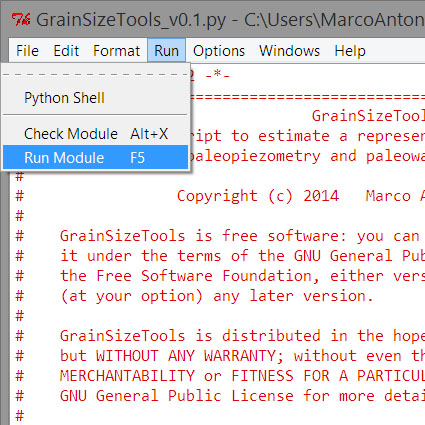 GrainSizeTools_v0.1.py - C:\Users\MarcoAnton
File Edit Format Run Options Windows Help
2 -*-
Python Shell
GrainSizeTool
Check Module Alt+X
ript to estimate a represen
Run Module F5
paleopiezometry and paleowa
#
# Copyright (c) 2014 Marco A
#
# GrainSizeTools is free software: you can
# it under the terms of the GNU General Pub
# the Free Software Foundation, either vers
# (at your option) any later version.
#
# GrainSizeTools is distributed in the hope
# but WITHOUT ANY WARRANTY; without even th
# MERCHANTABILITY or FITNESS FOR A PARTICUL
# GNU General Public License for more detai
#